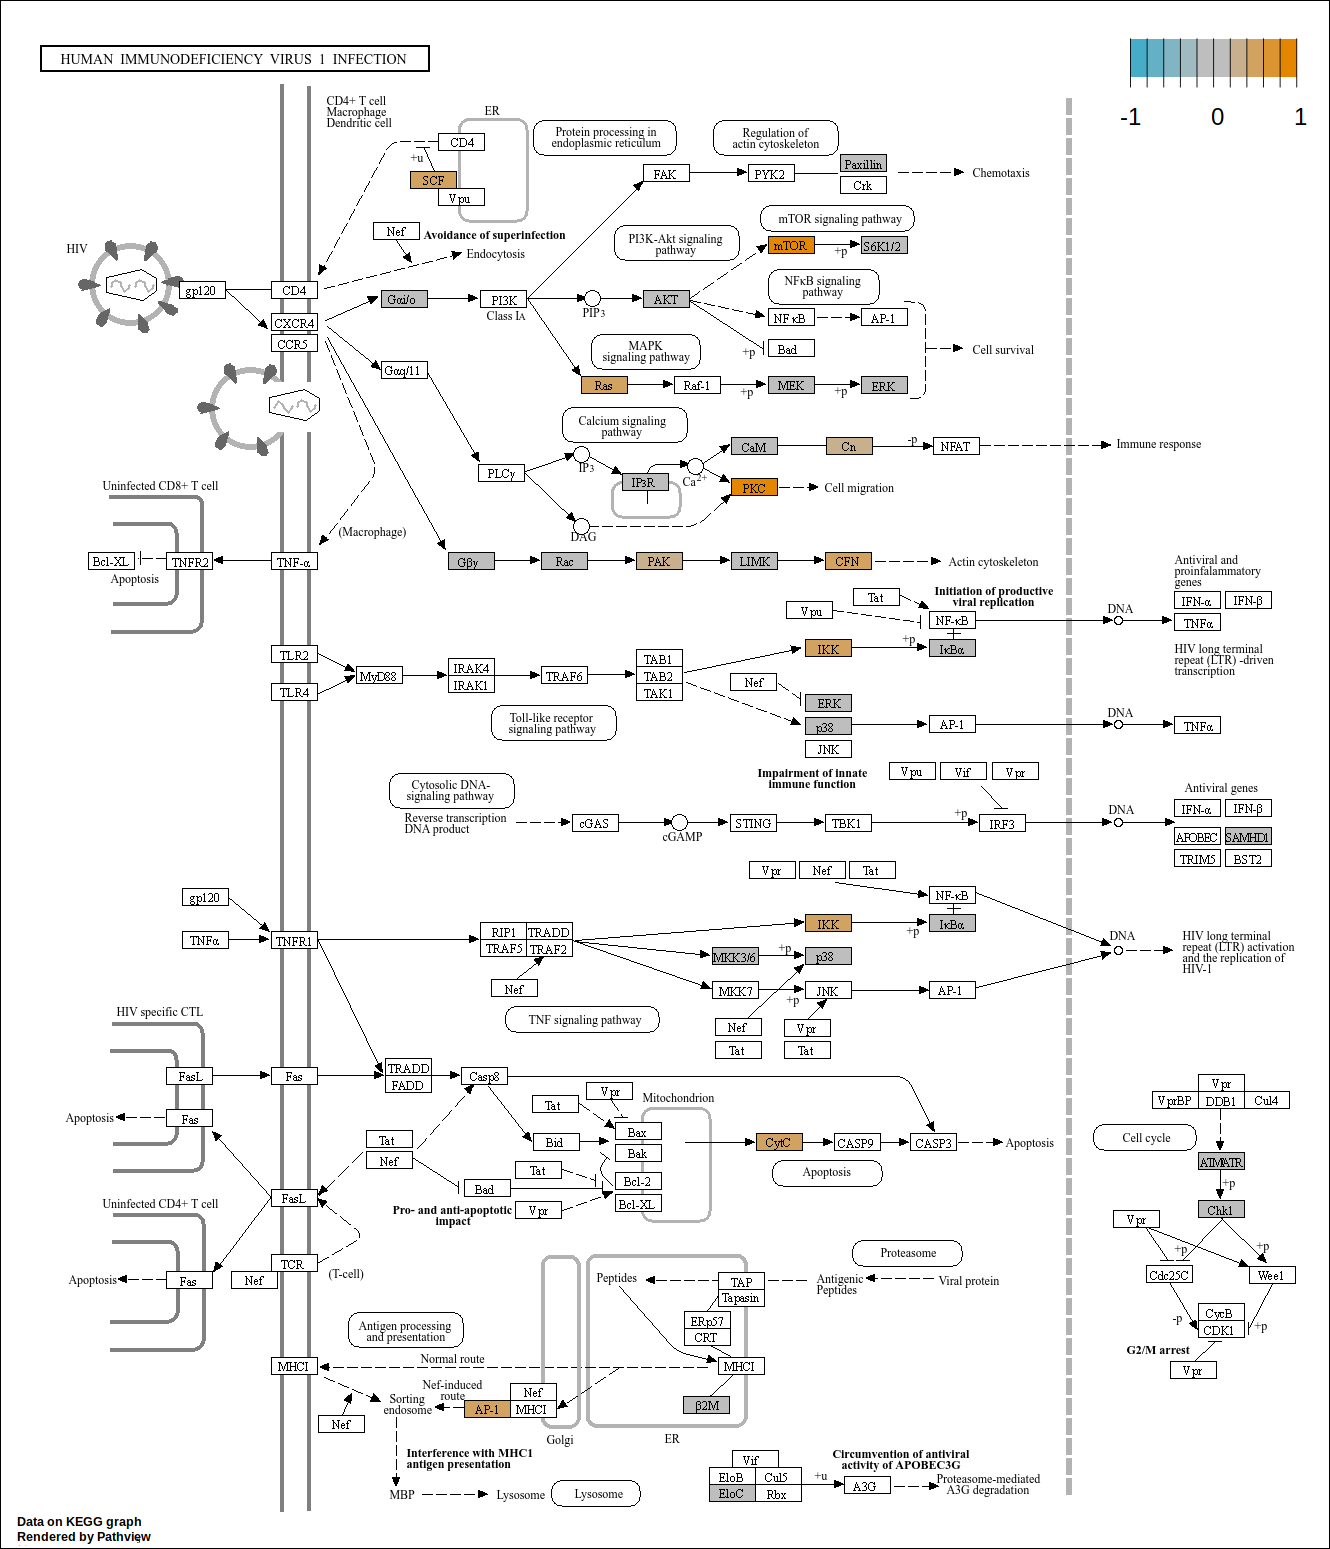 HUMAN IMMUNODEFICIENCY VIRUS 1 INFECTION
-1 0 1
CD4+ T cell
Macrophage
Dendritic cell
ER
CD4
+u
SCF
Vpu
Protein processing in
endoplasmic reticulum
Regulation of
actin cytoskeleton
FAK
PYK2
Paxillin
Crk
Chemotaxis
Nef
Avoidance of superinfection
Endocytosis
PI3K-Akt signaling
pathway
mTOR signaling pathway
mTOR
+p
S6K1/2
HIV
gp120
CD4
CXCR4
CCR5
Gαi/o
PI3K
Class IA
PIP3
AKT
NFκB signaling
pathway
NFκB
AP-1
+p
Bad
Cell survival
MAPK
signaling pathway
Gαq/11
Ras
Raf-1
+p
MEK
+p
ERK
Calcium signaling
pathway
PLCγ
IP3
IP3R
Ca2+
DAG
CaM
Cn
-p
NFAT
Immune response
PKC
Cell migration
Uninfected CD8+ T cell
(Macrophage)
Bcl-XL
TNFR2
TNF-α
Apoptosis
Gβγ
Rac
PAK
LIMK
CFN
Actin cytoskeleton
Antiviral and
proinfalammatory
genes
IFN-α
IFN-β
TNFα
Initiation of productive
viral replication
Tat
Vpu
NF-κB
DNA
+p
IKK
IκBα
HIV long terminal
repeat (LTR) -driven
transcription
TLR2
TLR4
MyD88
IRAK4
IRAK1
TRAF6
TAB1
TAB2
TAK1
Nef
ERK
p38
JNK
AP-1
DNA
TNFα
Toll-like receptor
signaling pathway
Impairment of innate
immune function
Vpu
Vif
Vpr
Cytosolic DNA-
signaling pathway
Reverse transcription
DNA product
cGAS
cGAMP
STING
TBK1
+p
IRF3
DNA
Antiviral genes
IFN-α
IFN-β
APOBEC
SAMHD1
TRIM5
BST2
Vpr
Nef
Tat
gp120
TNFα
TNFR1
RIP1
TRADD
TRAF5
TRAF2
Nef
IKK
+p
NF-κB
IκBα
MKK3/6
+p
p38
MKK7
+p
JNK
AP-1
DNA
HIV long terminal
repeat (LTR) activation
and the replication of
HIV-1
TNF signaling pathway
Nef
Tat
Vpr
Tat
HIV specific CTL
FasL
Fas
TRADD
FADD
Casp8
Apoptosis
Fas
Tat
Nef
Vpr
Tat
Mitochondrion
Bid
Bax
Bak
Tat
Bcl-2
Bad
Bcl-XL
Vpr
Pro- and anti-apoptotic
impact
CytC
CASP9
CASP3
Apoptosis
Apoptosis
Vpr
VprBP
DDB1
Cul4
Cell cycle
ATM/ATR
+p
Chk1
Vpr
+p
+p
Cdc25C
Wee1
-p
CycB
CDK1
+p
G2/M arrest
Vpr
Uninfected CD4+ T cell
FasL
TCR
(T-cell)
Apoptosis
Fas
Nef
Proteasome
Peptides
TAP
Tapasin
Antigenic
Peptides
Viral protein
ERp57
CRT
Antigen processing
and presentation
Normal route
MHCI
MHCI
Nef-induced
route
Nef
AP-1
MHCI
β2M
Sorting
endosome
Nef
Golgi
ER
Interference with MHC1
antigen presentation
MBP
Lysosome
Lysosome
Vif
EloB
Cul5
EloC
Rbx
+u
Circumvention of antiviral
activity of APOBEC3G
A3G
Proteasome-mediated
A3G degradation
Data on KEGG graph
Rendered by Pathview